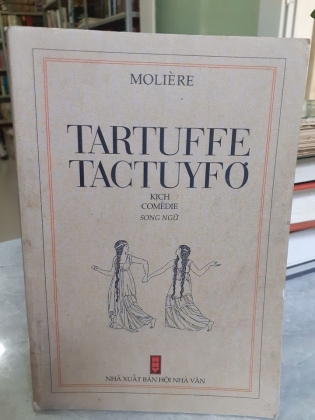 MOLIÈRE
TARTUFFE
TACTUYFƠ
KỊCH
COMÉDIE
SONG NGỮ
NHÀ XUẤT BẢN HỘI NHÀ VĂN